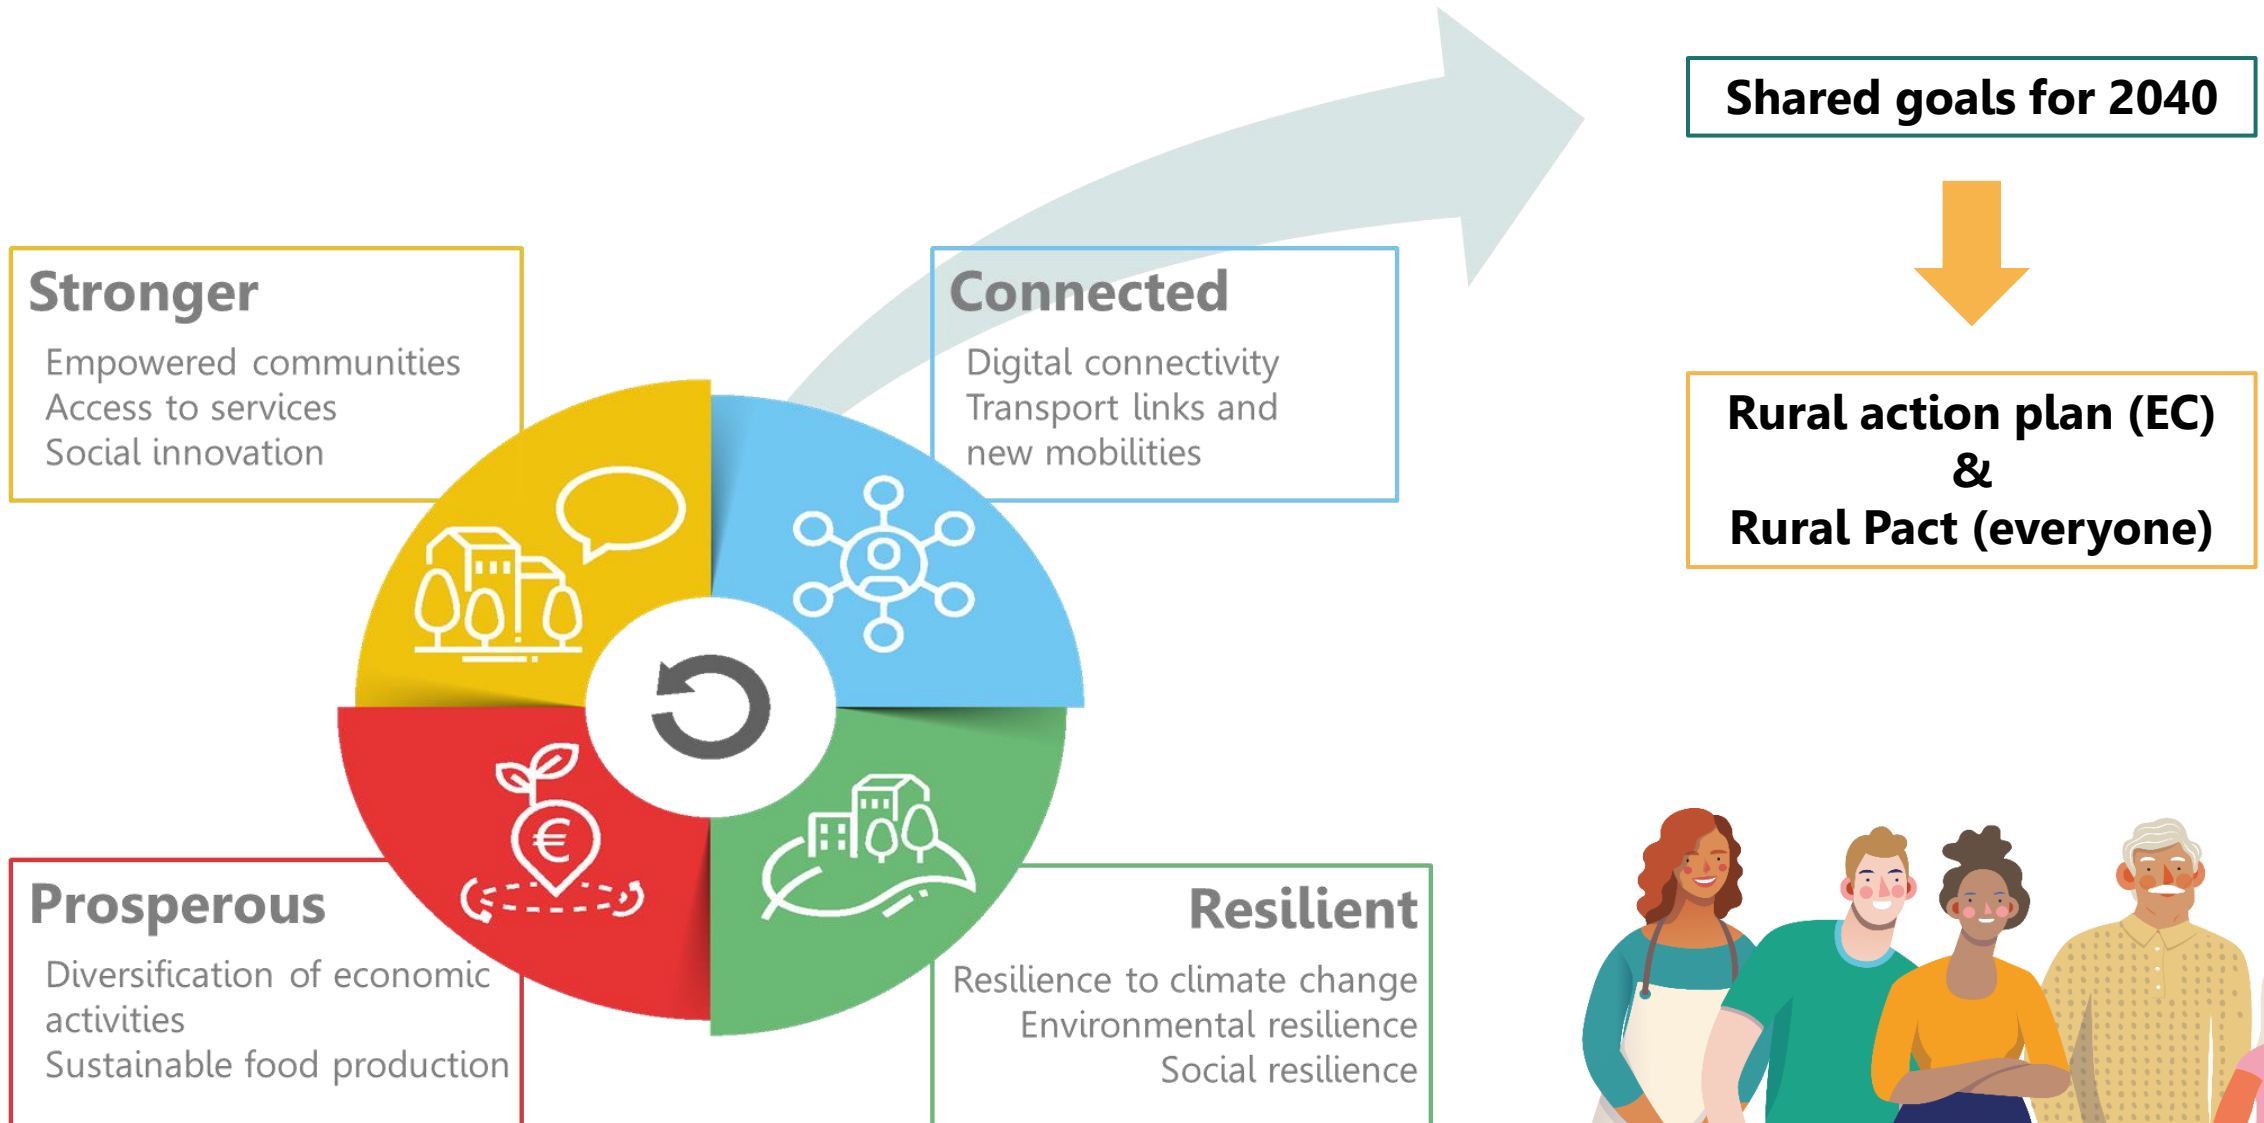 Shared goals for 2040
Stronger
Empowered communities
Access to services
Social innovation
Connected
Digital connectivity
Transport links and
new mobilities
Rural action plan (EC)
&
Rural Pact (everyone)
€
Prosperous
Diversification of economic
activities
Sustainable food production
Resilient
Resilience to climate change
Environmental resilience
Social resilience